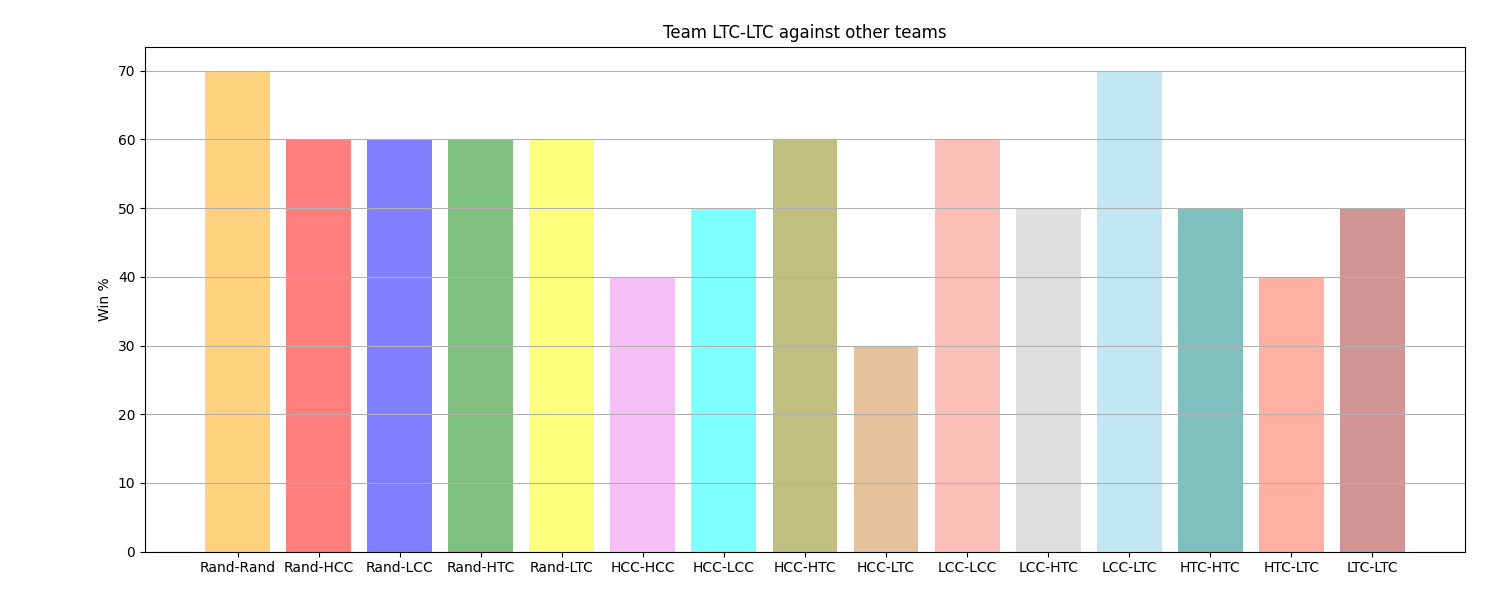 Team LTC-LTC against other teams
Win %
70
60
50
40
30
20
10
0
Rand-Rand Rand-HCC Rand-LCC Rand-HTC Rand-LTC HCC-HCC HCC-LCC HCC-HTC HCC-LTC LCC-LCC LCC-HTC LCC-LTC HTC-HTC HTC-LTC LTC-LTC